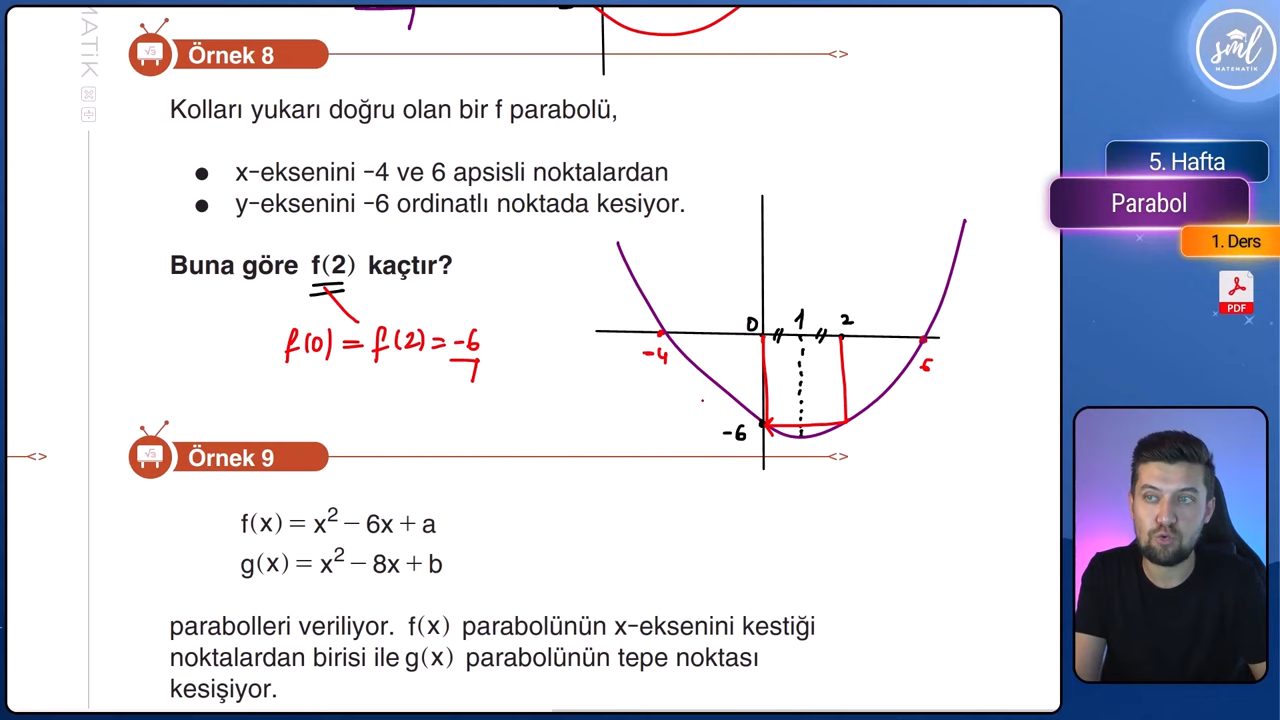 MATİK
√3
Örnek 8
Kolları yukarı doğru olan bir f parabolü,
● x-eksenini -4 ve 6 apsisli noktalardan
● y-eksenini -6 ordinatlı noktada kesiyor.
Buna göre f(2) kaçtır?
f(0) = f(2) = -6
0 1 2
-4 6
-6
√3
Örnek 9
f(x) = x² - 6x + a
g(x) = x² - 8x + b
parabolleri veriliyor. f(x) parabolünün x-eksenini kestiği
noktalardan birisi ile g(x) parabolünün tepe noktası
kesişiyor.
sml
MATEMATİK
5. Hafta
Parabol
1. Ders
PDF